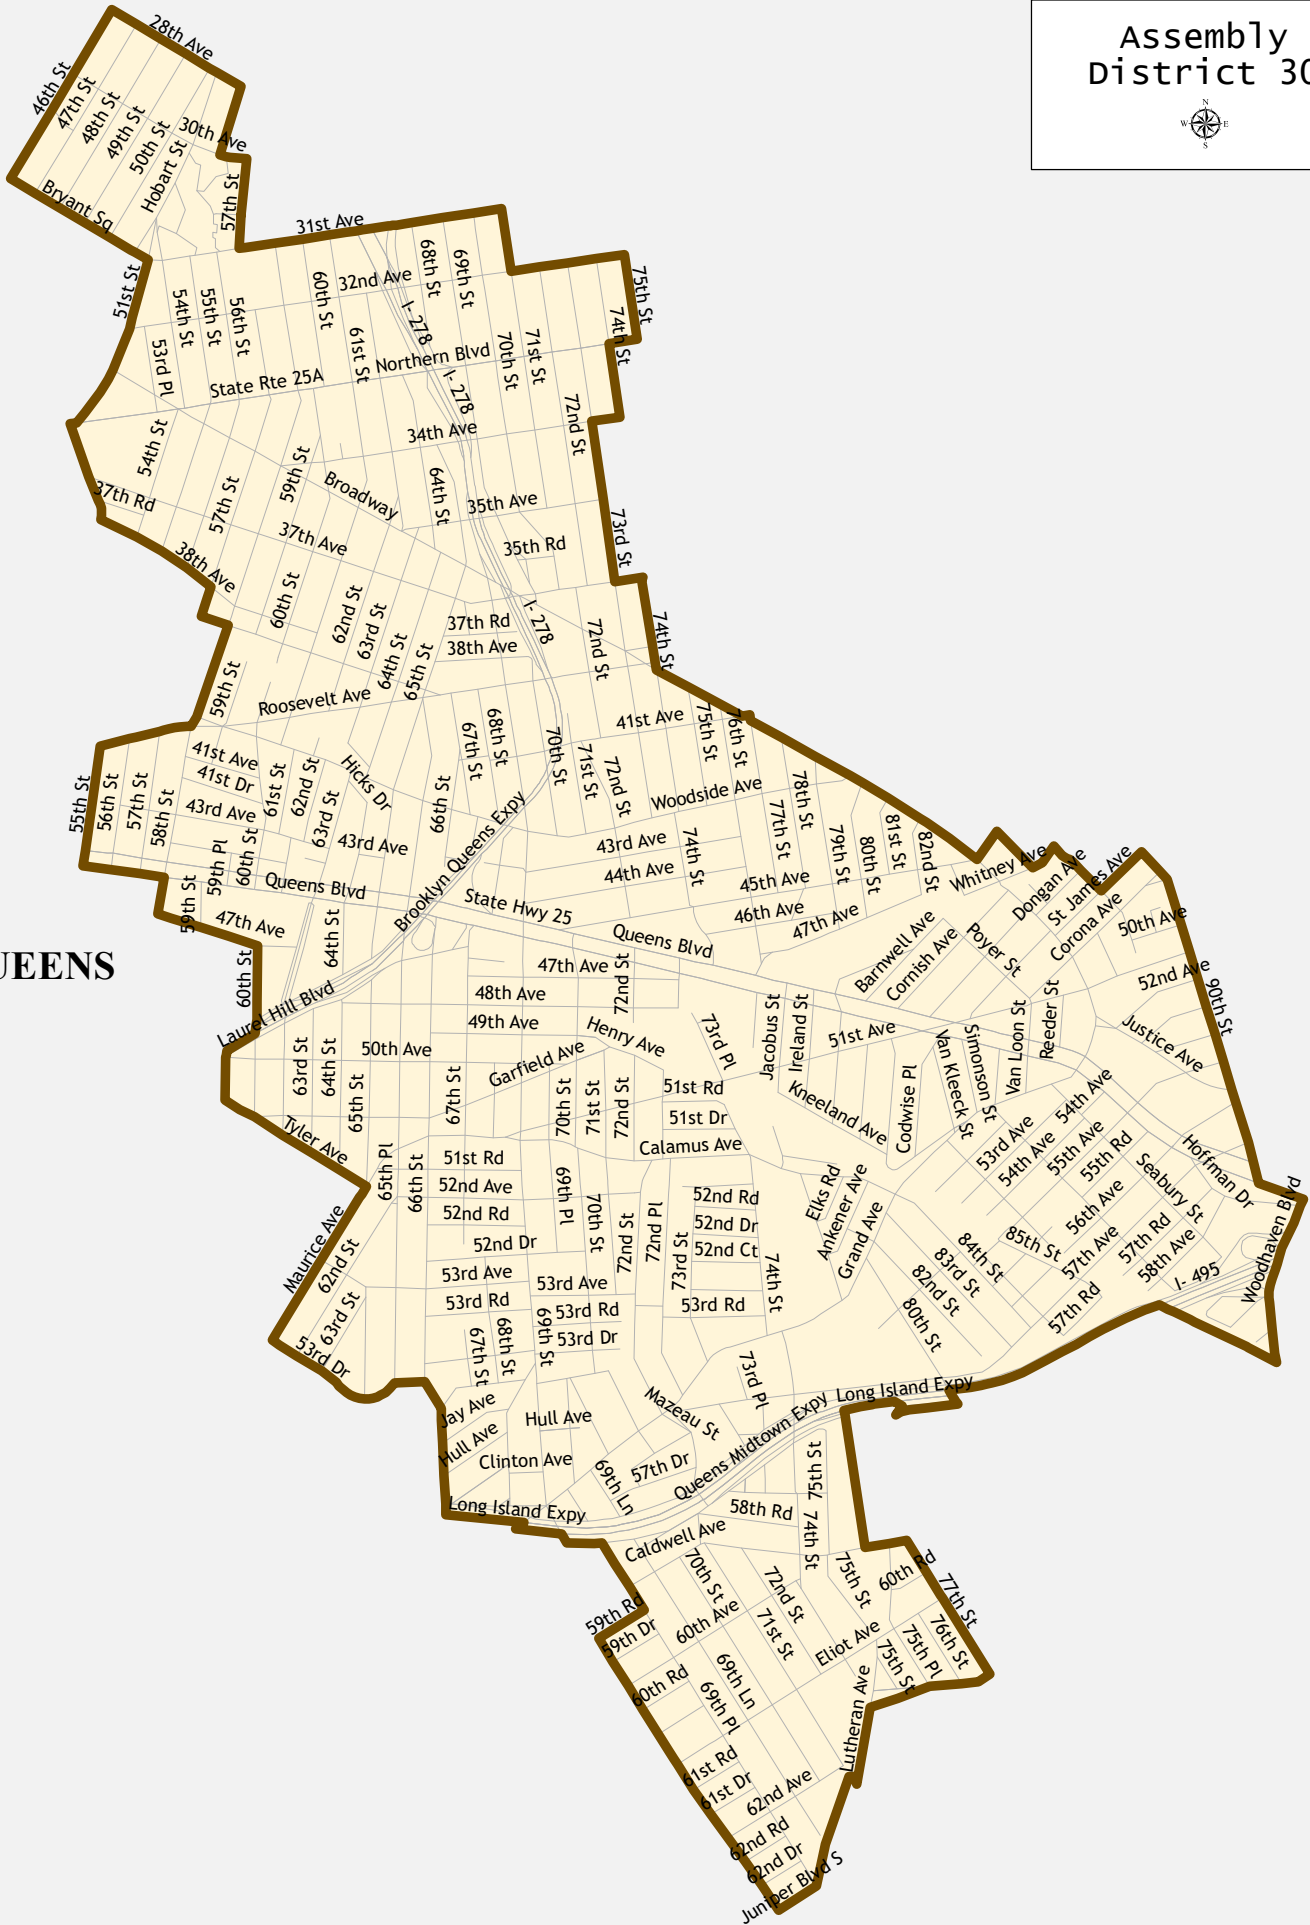 Assembly
District 30
N
W
E
S
28th Ave
46th St
47th St
48th St
49th St
50th St
Hobart St
30th Ave
57th St
Bryant Sq
31st Ave
51st St
54th St
55th St
56th St
60th St
32nd Ave
68th St
69th St
75th St
I- 278
61st St
74th St
53rd Pl
State Rte 25A
Northern Blvd
70th St
71st St
I- 278
72nd St
54th St
34th Ave
59th St
37th Rd
57th St
Broadway
64th St
35th Ave
73rd St
37th Ave
35th Rd
38th Ave
60th St
62nd St
63rd St
64th St
65th St
37th Rd
38th Ave
I- 278
72nd St
74th St
59th St
Roosevelt Ave
41st Ave
75th St
76th St
67th St
68th St
70th St
71st St
72nd St
41st Ave
41st Dr
55th St
56th St
57th St
58th St
43rd Ave
61st St
62nd St
63rd St
Hicks Dr
66th St
Woodside Ave
77th St
78th St
79th St
80th St
81st St
82nd St
59th Pl
60th St
43rd Ave
43rd Ave
44th Ave
74th St
45th Ave
46th Ave
47th Ave
Whitney Ave
Dongan Ave
St James Ave
Corona Ave
50th Ave
Brooklyn Queens Expy
Queens Blvd
State Hwy 25
Queens Blvd
59th St
47th Ave
64th St
UEENS
60th St
Laurel Hill Blvd
47th Ave
48th Ave
49th Ave
72nd St
Henry Ave
73rd Pl
Jacobus St
Ireland St
Barnwell Ave
Cornish Ave
Poyer St
51st Ave
Van Kleeck St
Simonson St
Van Loon St
Reeder St
52nd Ave
90th St
Justice Ave
63rd St
64th St
65th St
50th Ave
67th St
Garfield Ave
70th St
71st St
72nd St
51st Rd
51st Dr
Calamus Ave
Kneeland Ave
Codwise Pl
53rd Ave
54th Ave
54th Ave
55th Ave
55th Rd
Seabury St
Hoffman Dr
Tyler Ave
65th Pl
66th St
51st Rd
52nd Ave
52nd Rd
52nd Dr
69th Pl
70th St
72nd St
72nd Pl
73rd St
52nd Rd
52nd Dr
52nd Ct
74th St
Elks Rd
Ankener Ave
Grand Ave
56th Ave
57th Ave
57th Rd
58th Ave
85th St
84th St
83rd St
82nd St
80th St
57th Rd
I- 495
Woodhaven Blvd
Maurice Ave
62nd St
63rd St
53rd Dr
53rd Ave
53rd Rd
53rd Ave
53rd Rd
53rd Dr
53rd Rd
67th St
68th St
69th St
73rd Pl
Jay Ave
Hull Ave
Hull Ave
Clinton Ave
Mazeau St
57th Dr
69th Ln
Queens Midtown Expy
Long Island Expy
Long Island Expy
75th St
58th Rd
74th St
Caldwell Ave
70th St
72nd St
71st St
75th St
60th Rd
77th St
59th Rd
59th Dr
60th Ave
Eliot Ave
75th St
75th Pl
76th St
60th Rd
69th Ln
69th Pl
Lutheran Ave
61st Rd
61st Dr
62nd Ave
62nd Rd
62nd Dr
Juniper Blvd S